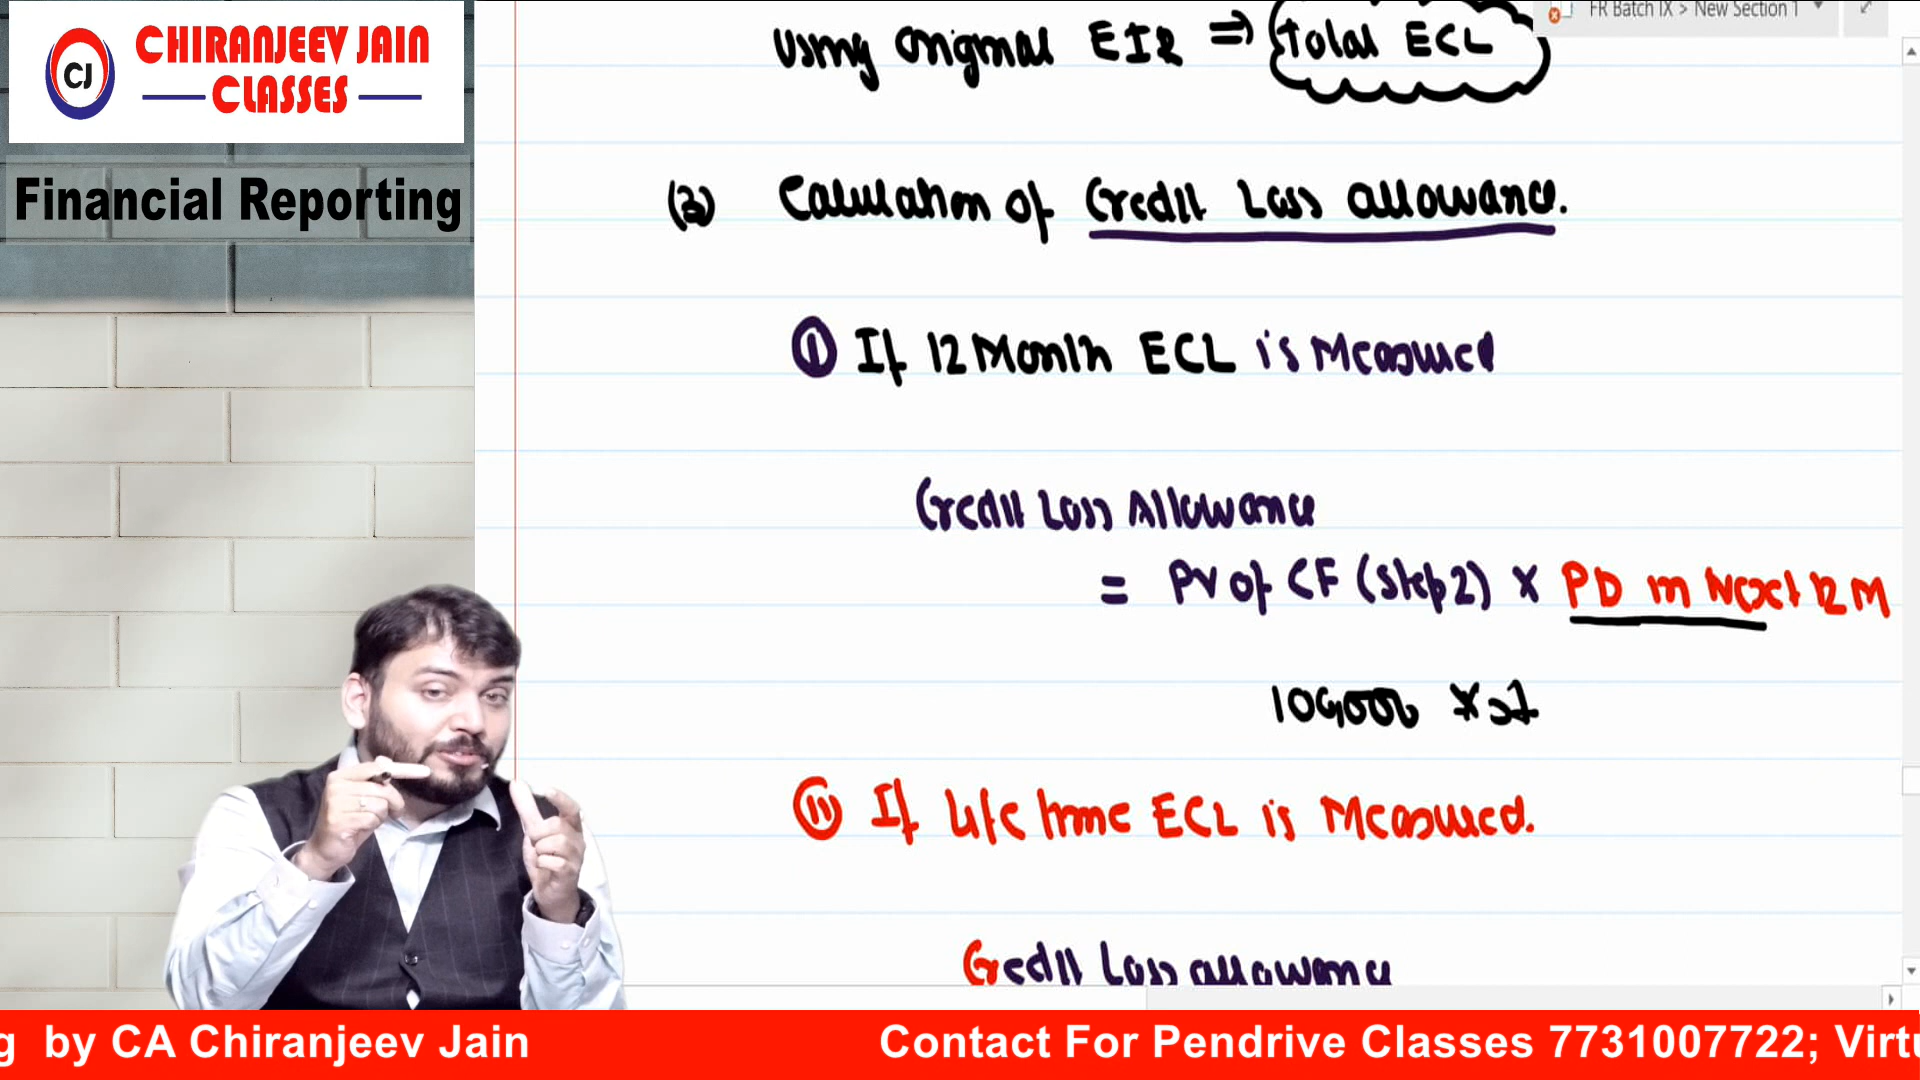 CHIRANJEEV JAIN
CLASSES
CJ
Financial Reporting
FR Batch IX > New Section 1
Using Original EIR ⇒ Total ECL
(3) Calculation of Credit Loss allowance.
(i) If 12 Month ECL is Measured
Credit Loss Allowance
= PV of CF (Step 2) × PD in Next 12 M
(ii) If Life time ECL is Measured.
Credit Loss allowance
g by CA Chiranjeev Jain Contact For Pendrive Classes 7731007722; Virtu